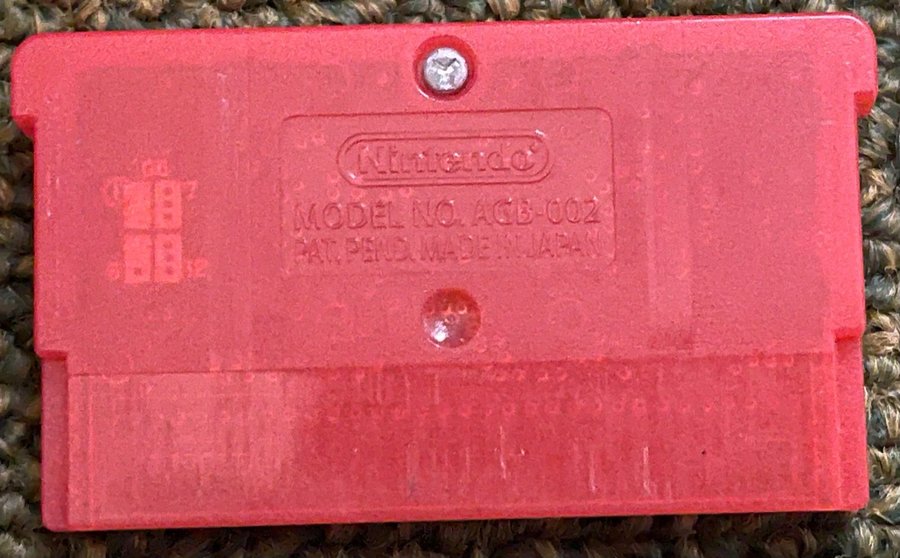 Nintendo
MODEL NO. AGB-002
PAT. PEND. MADE IN JAPAN